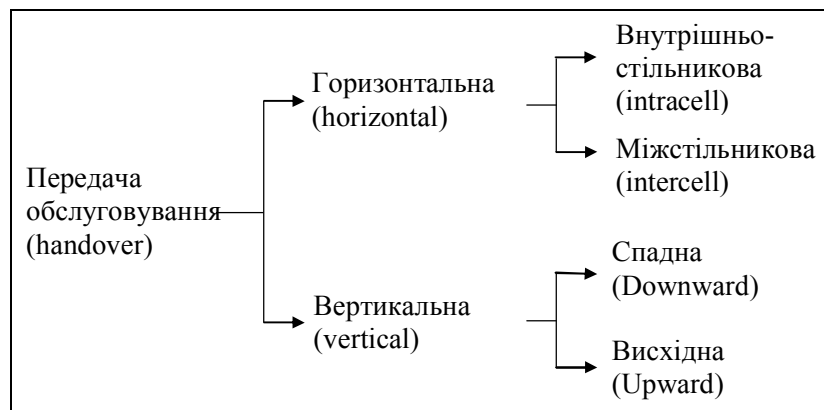 Передача
обслуговування
(handover)
Горизонтальна
(horizontal)
Внутрішньо-
стільникова
(intracell)
Міжстільникова
(intercell)
Вертикальна
(vertical)
Спадна
(Downward)
Висхідна
(Upward)